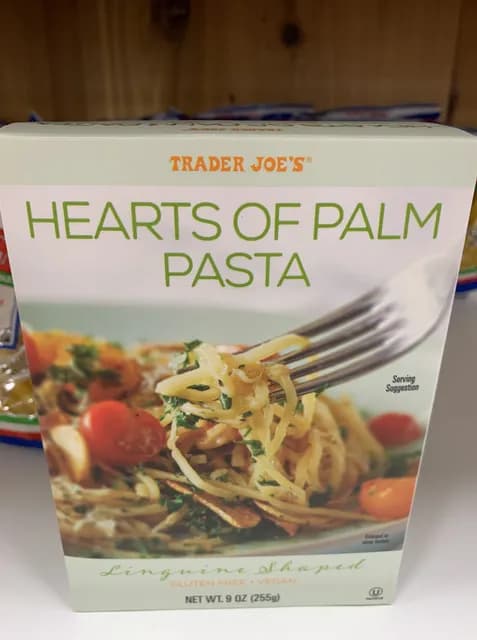 TRADER JOE'S®
HEARTS OF PALM
PASTA
Serving
Suggestion
Linguine Shaped
GLUTEN FREE • VEGAN
NET WT. 9 OZ (255g)
U